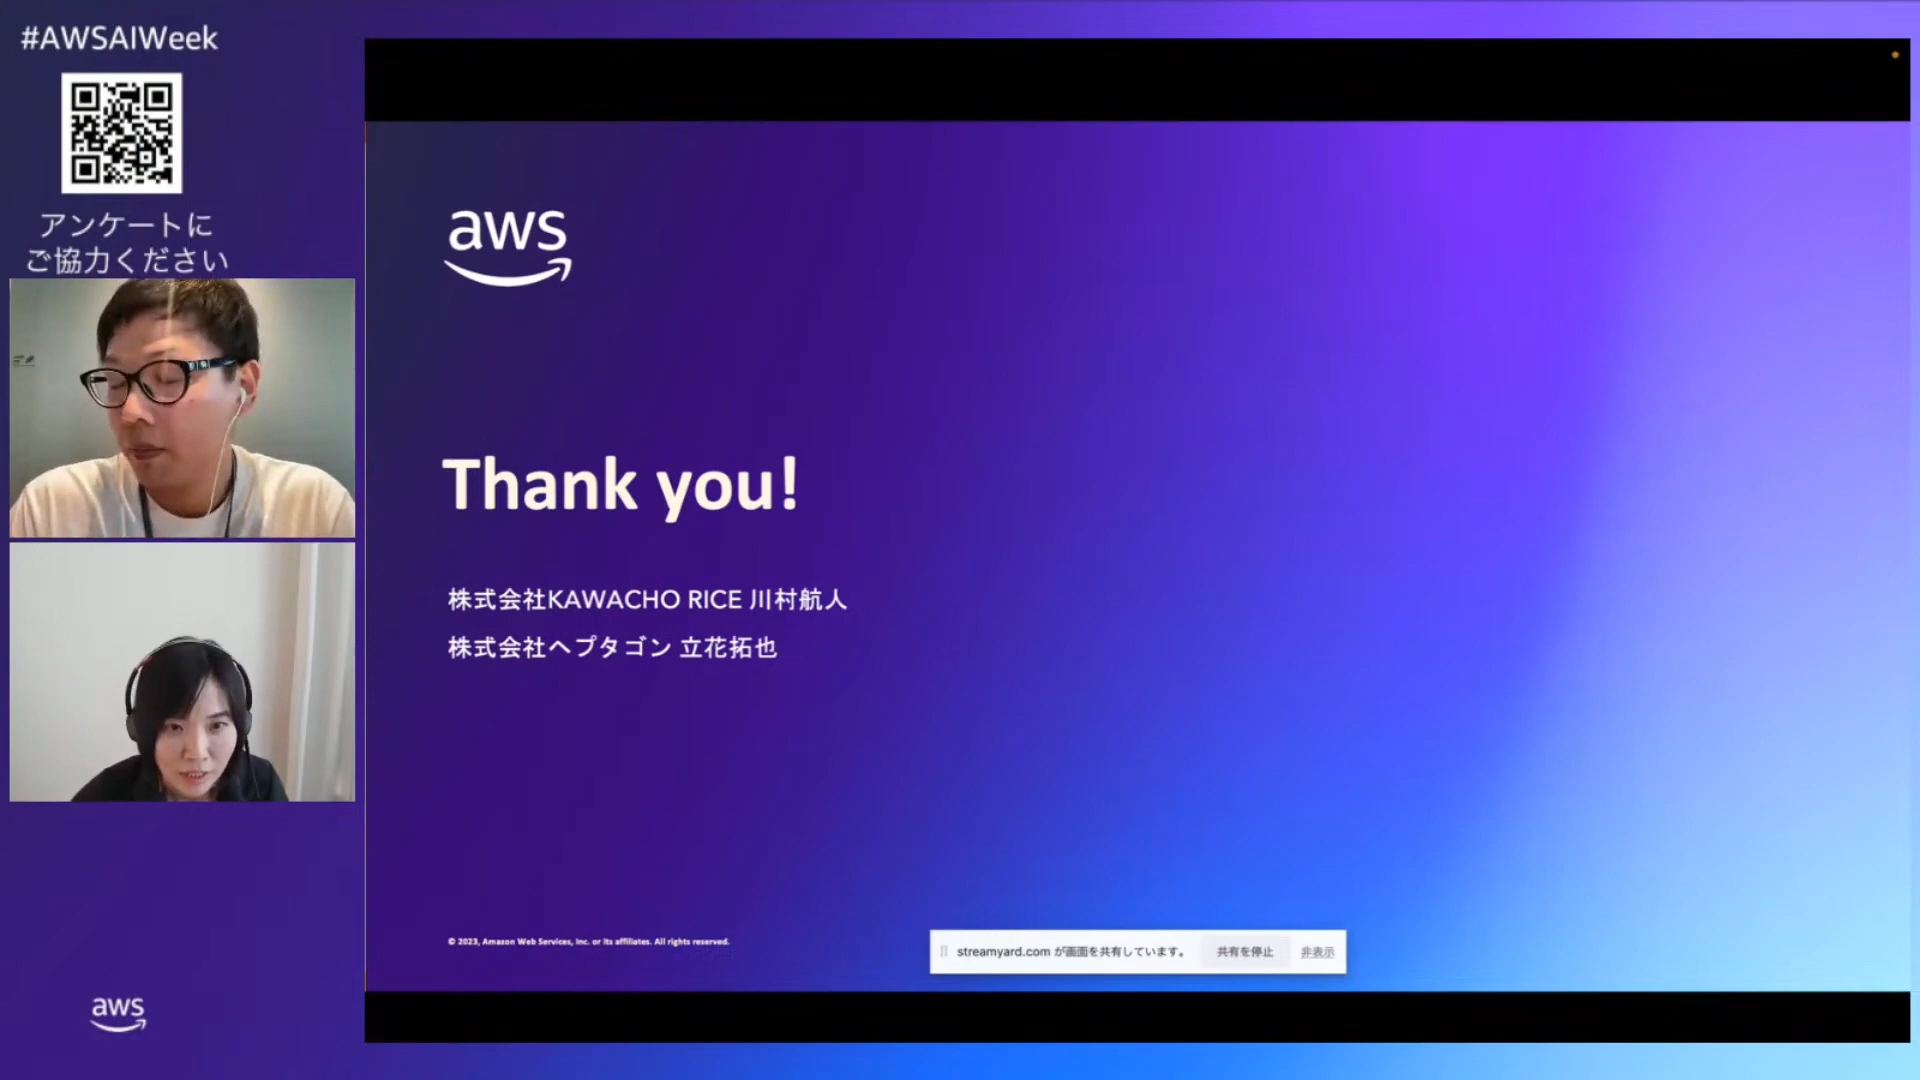 #AWSAIWeek
アンケートに
ご協力ください
aws
Thank you!
株式会社KAWACHO RICE 川村航人
株式会社ヘプタゴン 立花拓也
© 2023, Amazon Web Services, Inc. or its affiliates. All rights reserved.
streamyard.com が画面を共有しています。 共有を停止 非表示
aws